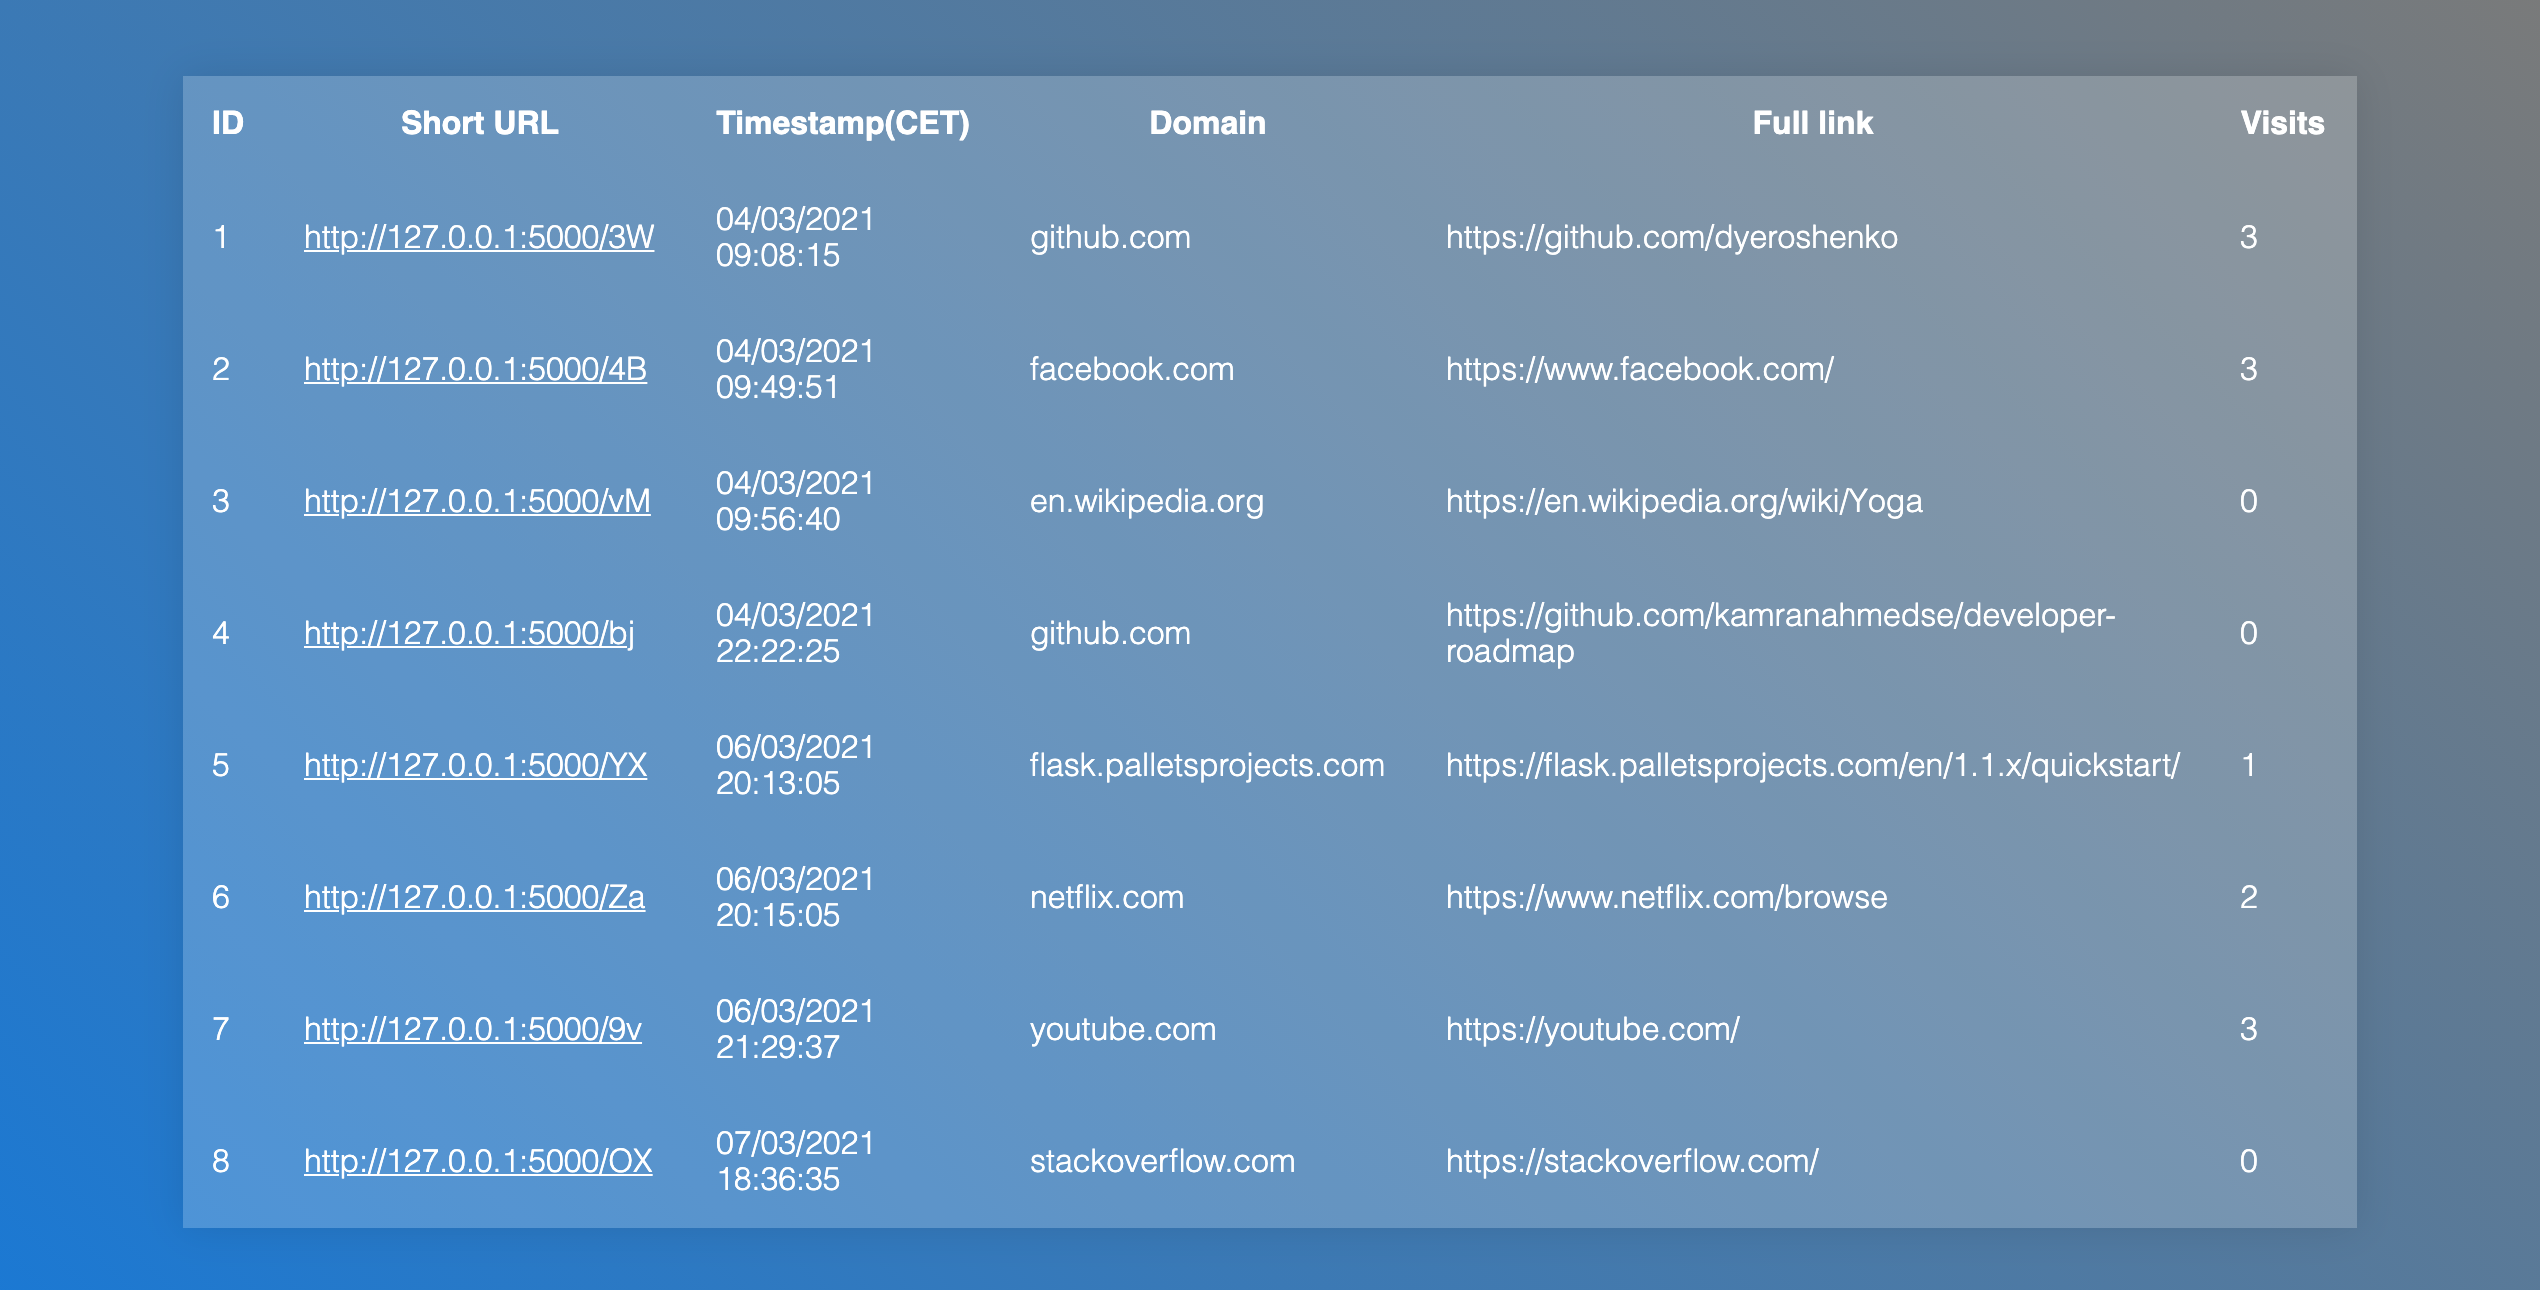 ID Short URL Timestamp(CET) Domain Full link Visits
1 http://127.0.0.1:5000/3W 04/03/2021 09:08:15 github.com https://github.com/dyeroshenko 3
2 http://127.0.0.1:5000/4B 04/03/2021 09:49:51 facebook.com https://www.facebook.com/ 3
3 http://127.0.0.1:5000/vM 04/03/2021 09:56:40 en.wikipedia.org https://en.wikipedia.org/wiki/Yoga 0
4 http://127.0.0.1:5000/bj 04/03/2021 22:22:25 github.com https://github.com/kamranahmedse/developer-roadmap 0
5 http://127.0.0.1:5000/YX 06/03/2021 20:13:05 flask.palletsprojects.com https://flask.palletsprojects.com/en/1.1.x/quickstart/ 1
6 http://127.0.0.1:5000/Za 06/03/2021 20:15:05 netflix.com https://www.netflix.com/browse 2
7 http://127.0.0.1:5000/9v 06/03/2021 21:29:37 youtube.com https://youtube.com/ 3
8 http://127.0.0.1:5000/OX 07/03/2021 18:36:35 stackoverflow.com https://stackoverflow.com/ 0